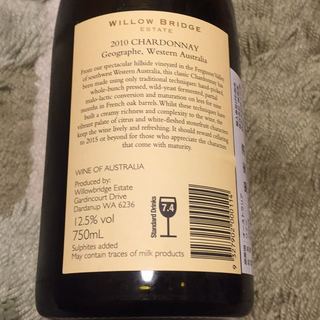 WILLOW BRIDGE
ESTATE
2010 CHARDONNAY
Geographe, Western Australia
From our spectacular hillside vineyard in the Ferguson Valley
of southwest Western Australia, this classic Chardonnay has
been made using only traditional techniques: hand-picked,
whole-bunch pressed, wild-yeast fermented, partial
malo-lactic conversion and maturation on lees for ten
months in French oak barrels. Whilst these techniques have
built a creamy richness and complexity to the wine, the
vibrant palate of citrus and white-fleshed stonefruit characters
keep the wine lively and refreshing. It should reward cellaring
to 2015 or beyond for those who appreciate the characters
that come with maturity.
WINE OF AUSTRALIA
Produced by:
Willowbridge Estate
Gardincourt Drive
Dardanup WA 6236
12.5% vol
750mL
Sulphites added
May contain traces of milk products
Standard Drinks
7.4